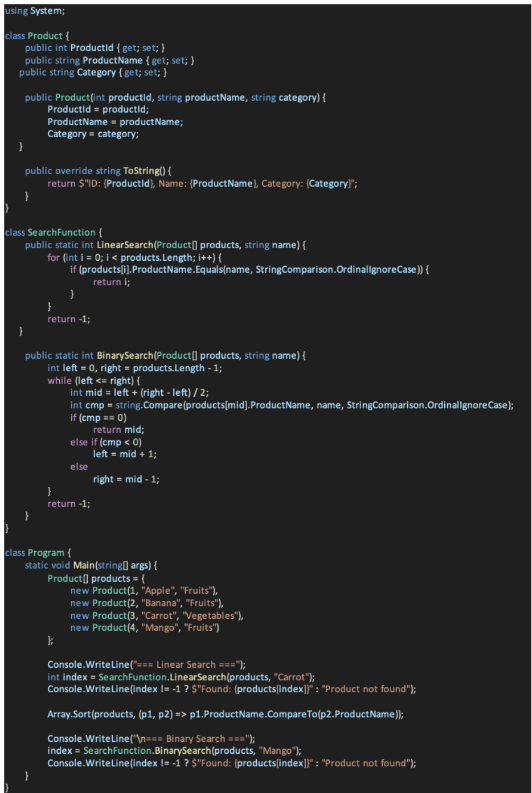 using System;

class Product {
    public int ProductId { get; set; }
    public string ProductName { get; set; }
   public string Category { get; set; }

    public Product(int productId, string productName, string category) {
        ProductId = productId;
        ProductName = productName;
        Category = category;
   }

    public override string ToString() {
        return $"ID: {ProductId}, Name: {ProductName}, Category: {Category}";
    }
}

class SearchFunction {
    public static int LinearSearch(Product[] products, string name) {
        for (int i = 0; i < products.Length; i++) {
            if (products[i].ProductName.Equals(name, StringComparison.OrdinalIgnoreCase)) {
                return i;
            }
        }
        return -1;
   }

    public static int BinarySearch(Product[] products, string name) {
        int left = 0, right = products.Length - 1;
        while (left <= right) {
            int mid = left + (right - left) / 2;
            int cmp = string.Compare(products[mid].ProductName, name, StringComparison.OrdinalIgnoreCase);
            if (cmp == 0)
                return mid;
            else if (cmp < 0)
                left = mid + 1;
            else
                right = mid - 1;
        }
        return -1;
    }
}

class Program {
    static void Main(string[] args) {
        Product[] products = {
            new Product(1, "Apple", "Fruits"),
            new Product(2, "Banana", "Fruits"),
            new Product(3, "Carrot", "Vegetables"),
            new Product(4, "Mango", "Fruits")
        };

        Console.WriteLine("=== Linear Search ===");
        int index = SearchFunction.LinearSearch(products, "Carrot");
        Console.WriteLine(index != -1 ? $"Found: {products[index]}" : "Product not found");

        Array.Sort(products, (p1, p2) => p1.ProductName.CompareTo(p2.ProductName));

        Console.WriteLine("\n=== Binary Search ===");
        index = SearchFunction.BinarySearch(products, "Mango");
        Console.WriteLine(index != -1 ? $"Found: {products[index]}" : "Product not found");
    }
}